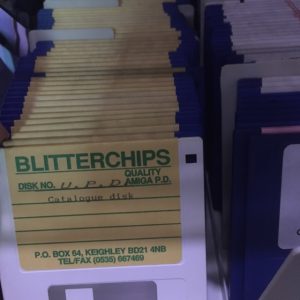 BLITTERCHIPS
DISK NO. U.P.D. QUALITY AMIGA P.D.
Catalogue disk
P.O. BOX 64, KEIGHLEY BD21 4NB
TEL/FAX (0535) 667469